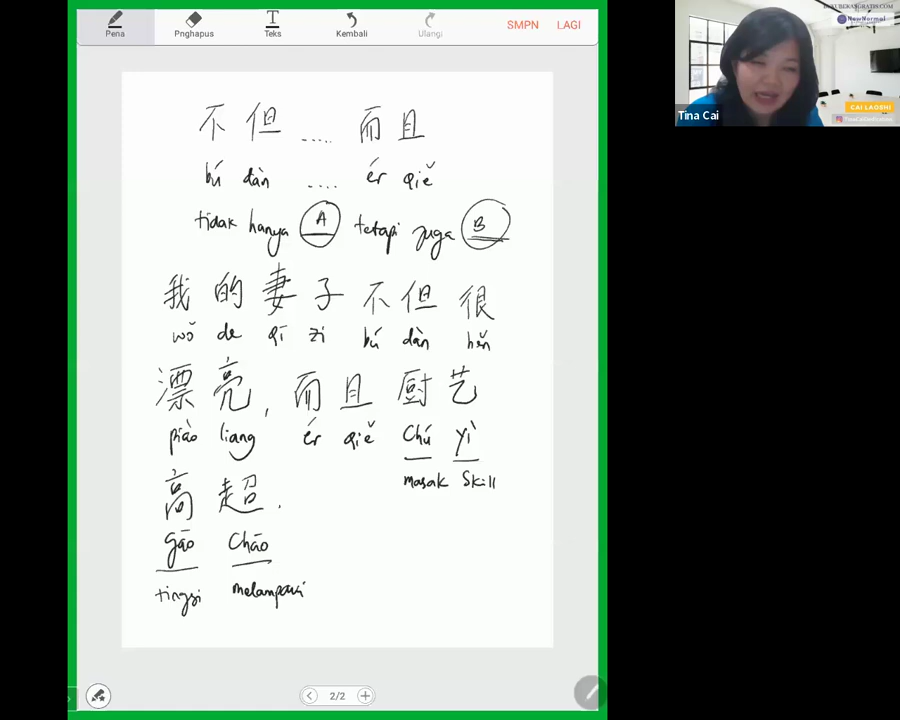 Pena Pnghapus Teks Kembali Ulangi SMPN LAGI
不但 .... 而且
bú dàn .... ér qiě
tidak hanya A tetapi juga B
我的妻子不但很
wǒ de qī zi bú dàn hěn
漂亮, 而且厨艺
piào liang ér qiě Chú yì
masak Skill
高超.
gāo Chāo
tinggi melampaui
2/2
NewNormal
CAI LAOSHI
Tina Cai